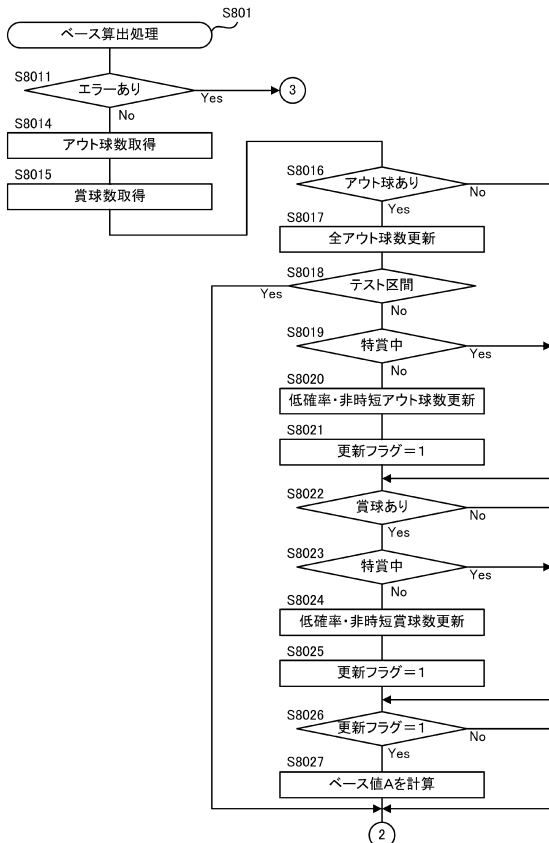 S801
ベース算出処理
S8011
エラーあり
Yes
3
No
S8014
アウト球数取得
S8015
賞球数取得
S8016
アウト球あり
No
Yes
S8017
全アウト球数更新
S8018
テスト区間
Yes
No
S8019
特賞中
Yes
No
S8020
低確率・非時短アウト球数更新
S8021
更新フラグ＝1
S8022
賞球あり
No
Yes
S8023
特賞中
Yes
No
S8024
低確率・非時短賞球数更新
S8025
更新フラグ＝1
S8026
更新フラグ＝1
No
Yes
S8027
ベース値Aを計算
2